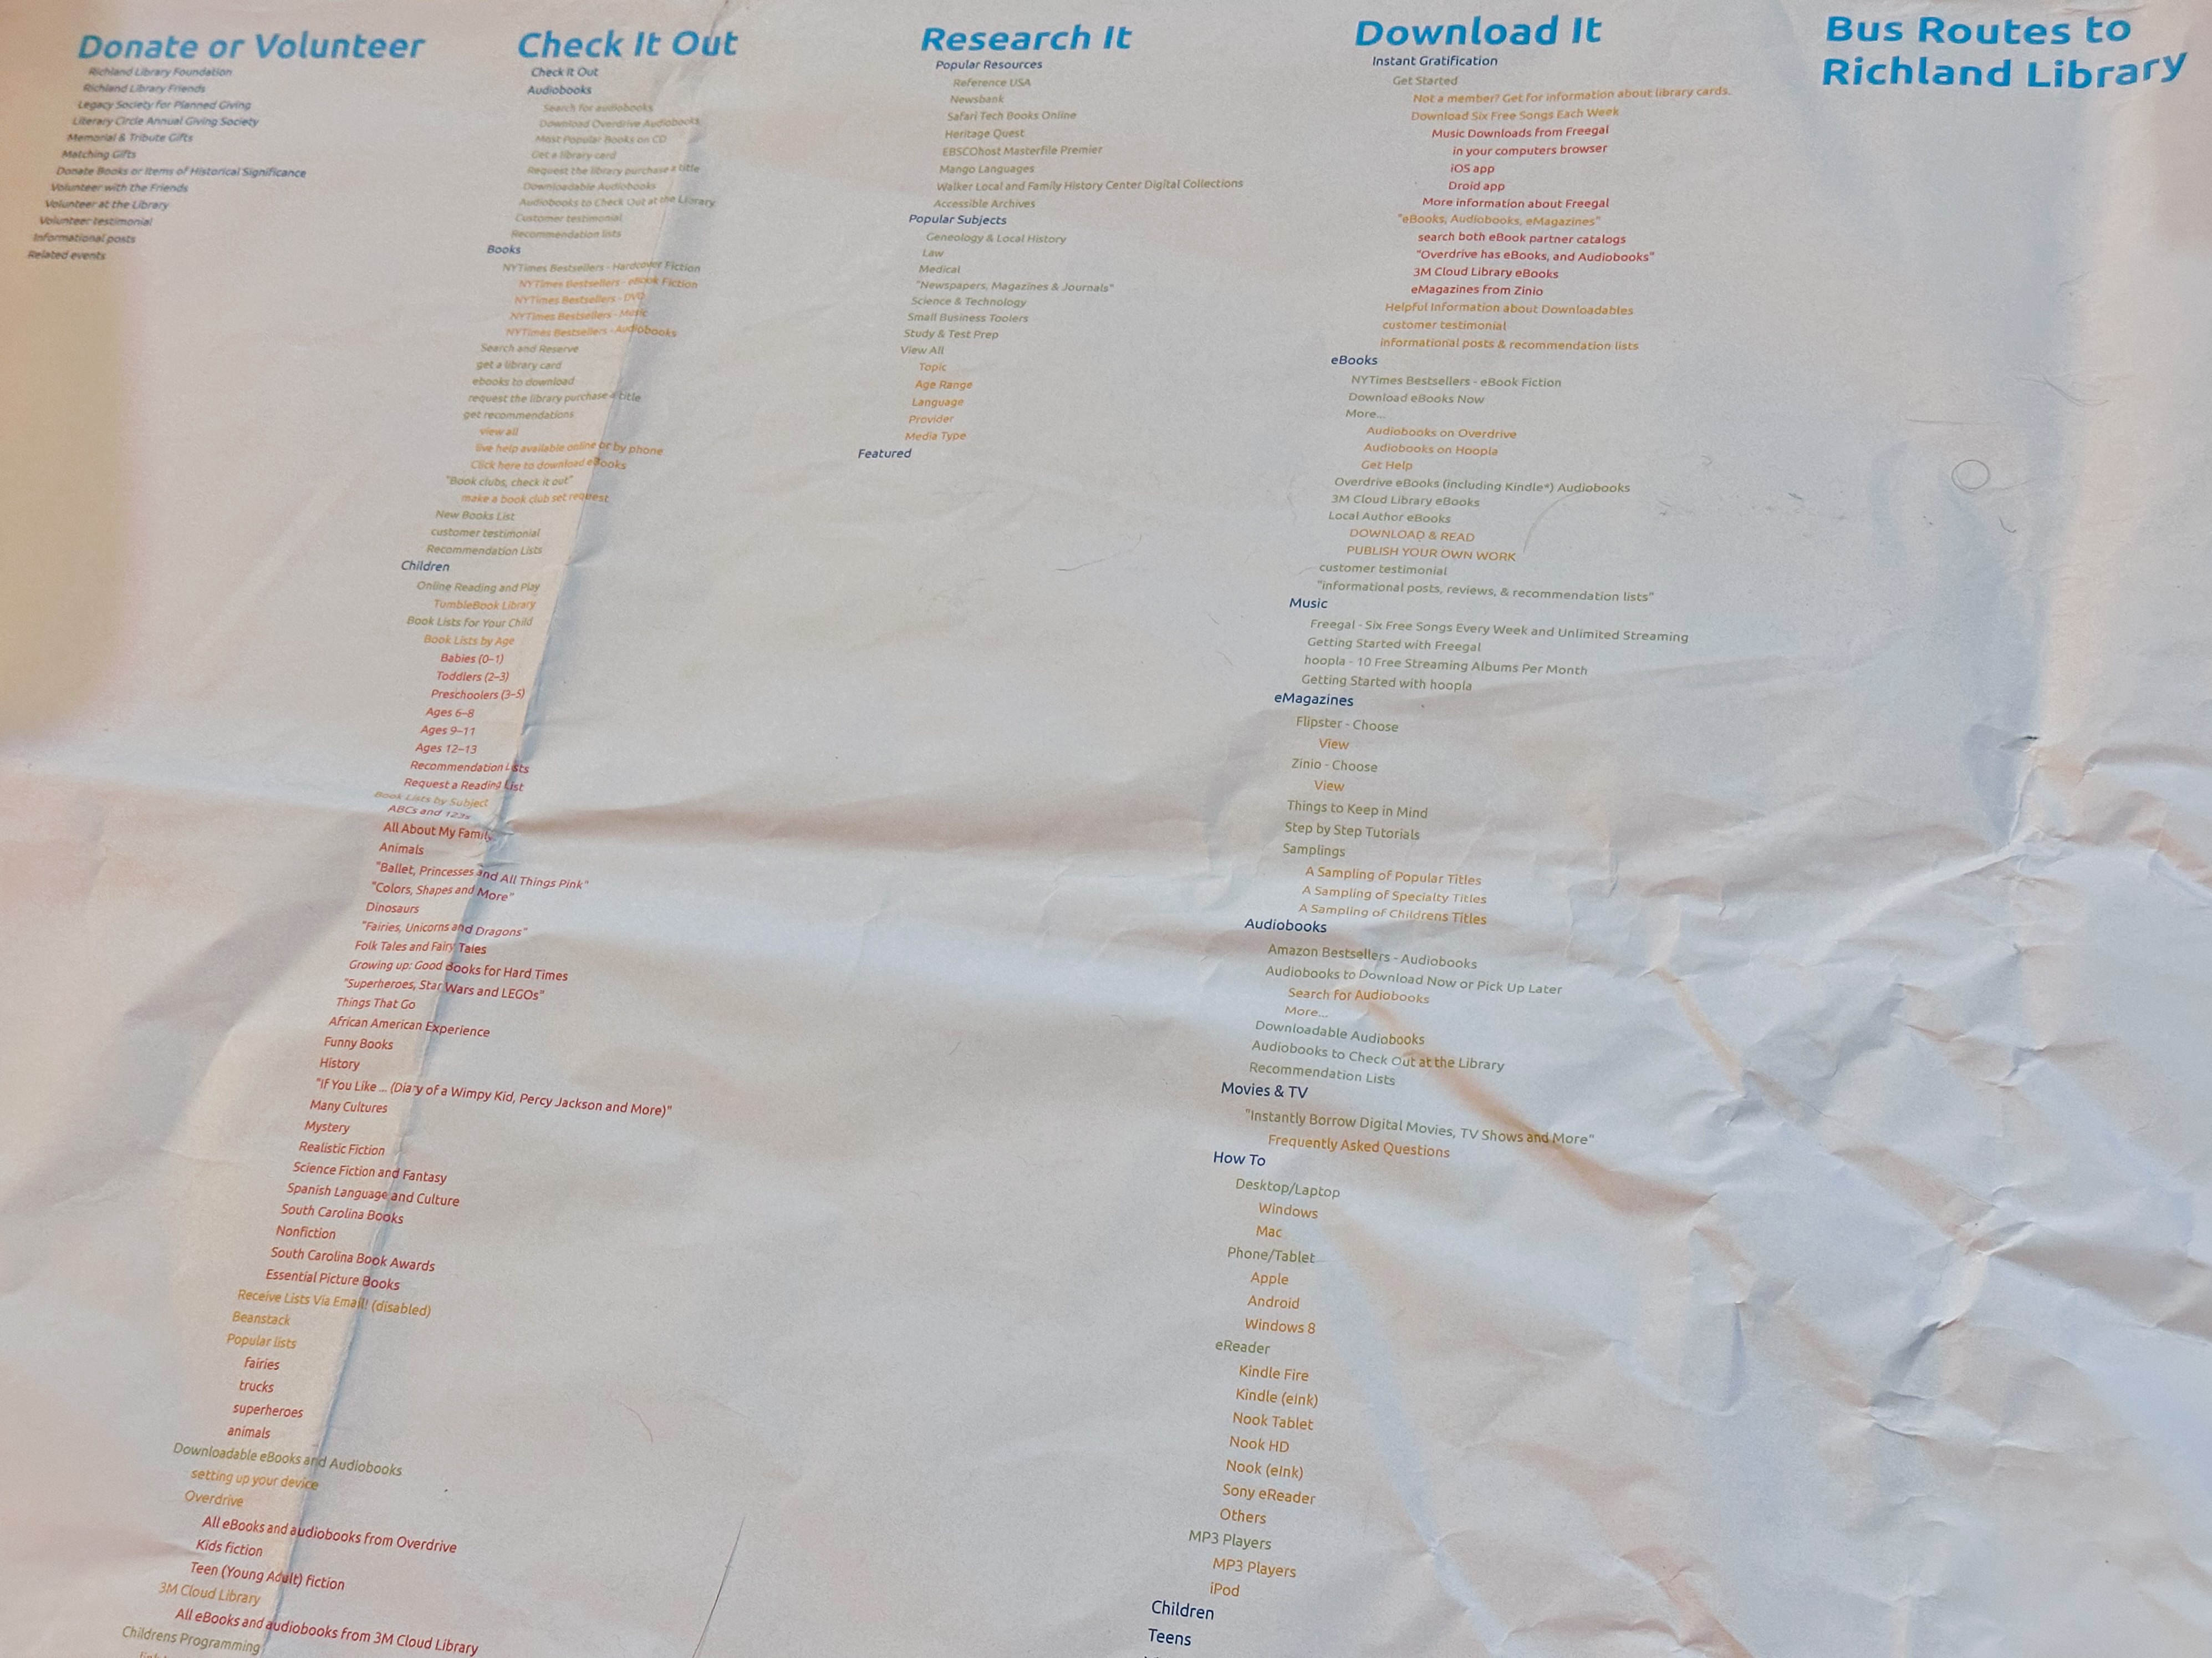 Donate or Volunteer
Richland Library Foundation
Richland Library Friends
Legacy Society for Planned Giving
Literary Circle Annual Giving Society
Memorial & Tribute Gifts
Matching Gifts
Donate Books or Items of Historical Significance
Volunteer with the Friends
Volunteer at the Library
Volunteer testimonial
Informational posts
Related events
Check It Out
Check It Out
Audiobooks
Search for audiobooks
Download Overdrive Audiobooks
Most Popular Books on CD
Get a library card
Request the library purchase a title
Downloadable Audiobooks
Audiobooks to Check Out at the Library
Customer testimonial
Recommendation lists
Books
NYTimes Bestsellers - Hardcover Fiction
NYTimes Bestsellers - eBook Fiction
NYTimes Bestsellers - DVD
NYTimes Bestsellers - Music
NYTimes Bestsellers - Audiobooks
Search and Reserve
get a library card
ebooks to download
request the library purchase a title
get recommendations
view all
live help available online or by phone
Click here to download eBooks
"Book clubs, check it out"
make a book club set request
New Books List
customer testimonial
Recommendation Lists
Children
Online Reading and Play
TumbleBook Library
Book Lists for Your Child
Book Lists by Age
Babies (0–1)
Toddlers (2–3)
Preschoolers (3–5)
Ages 6–8
Ages 9–11
Ages 12–13
Recommendation Lists
Request a Reading List
Book Lists by Subject
ABCs and 123s
All About My Family
Animals
"Ballet, Princesses and All Things Pink"
"Colors, Shapes and More"
Dinosaurs
"Fairies, Unicorns and Dragons"
Folk Tales and Fairy Tales
Growing up: Good Books for Hard Times
"Superheroes, Star Wars and LEGOs"
Things That Go
African American Experience
Funny Books
History
"If You Like ... (Diary of a Wimpy Kid, Percy Jackson and More)"
Many Cultures
Mystery
Realistic Fiction
Science Fiction and Fantasy
Spanish Language and Culture
South Carolina Books
Nonfiction
South Carolina Book Awards
Essential Picture Books
Receive Lists Via Email! (disabled)
Beanstack
Popular lists
fairies
trucks
superheroes
animals
Downloadable eBooks and Audiobooks
setting up your device
Overdrive
All eBooks and audiobooks from Overdrive
Kids fiction
Teen (Young Adult) fiction
3M Cloud Library
All eBooks and audiobooks from 3M Cloud Library
Childrens Programming
Research It
Popular Resources
Reference USA
Newsbank
Safari Tech Books Online
Heritage Quest
EBSCOhost Masterfile Premier
Mango Languages
Walker Local and Family History Center Digital Collections
Accessible Archives
Popular Subjects
Geneology & Local History
Law
Medical
"Newspapers, Magazines & Journals"
Science & Technology
Small Business Toolers
Study & Test Prep
View All
Topic
Age Range
Language
Provider
Media Type
Featured
Download It
Instant Gratification
Get Started
Not a member? Get for information about library cards.
Download Six Free Songs Each Week
Music Downloads from Freegal
in your computers browser
iOS app
Droid app
More information about Freegal
"eBooks, Audiobooks, eMagazines"
search both eBook partner catalogs
"Overdrive has eBooks, and Audiobooks"
3M Cloud Library eBooks
eMagazines from Zinio
Helpful Information about Downloadables
customer testimonial
informational posts & recommendation lists
eBooks
NYTimes Bestsellers - eBook Fiction
Download eBooks Now
More...
Audiobooks on Overdrive
Audiobooks on Hoopla
Get Help
Overdrive eBooks (including Kindle*) Audiobooks
3M Cloud Library eBooks
Local Author eBooks
DOWNLOAD & READ
PUBLISH YOUR OWN WORK
customer testimonial
"informational posts, reviews, & recommendation lists"
Music
Freegal - Six Free Songs Every Week and Unlimited Streaming
Getting Started with Freegal
hoopla - 10 Free Streaming Albums Per Month
Getting Started with hoopla
eMagazines
Flipster - Choose
View
Zinio - Choose
View
Things to Keep in Mind
Step by Step Tutorials
Samplings
A Sampling of Popular Titles
A Sampling of Specialty Titles
A Sampling of Childrens Titles
Audiobooks
Amazon Bestsellers - Audiobooks
Audiobooks to Download Now or Pick Up Later
Search for Audiobooks
More...
Downloadable Audiobooks
Audiobooks to Check Out at the Library
Recommendation Lists
Movies & TV
"Instantly Borrow Digital Movies, TV Shows and More"
Frequently Asked Questions
How To
Desktop/Laptop
Windows
Mac
Phone/Tablet
Apple
Android
Windows 8
eReader
Kindle Fire
Kindle (eInk)
Nook Tablet
Nook HD
Nook (eInk)
Sony eReader
Others
MP3 Players
MP3 Players
iPod
Children
Teens
Bus Routes to
Richland Library